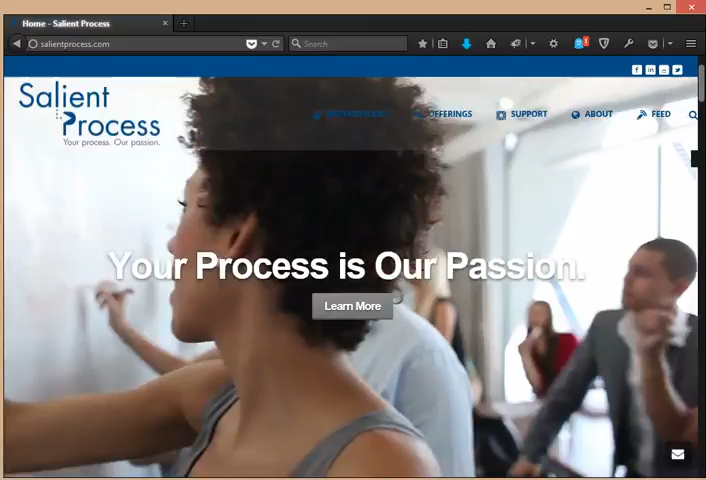 Home - Salient Process
salientprocess.com
Search
Salient
Process
Your process. Our passion.
OFFERINGS
SUPPORT
ABOUT
FEED
Your Process is Our Passion.
Learn More